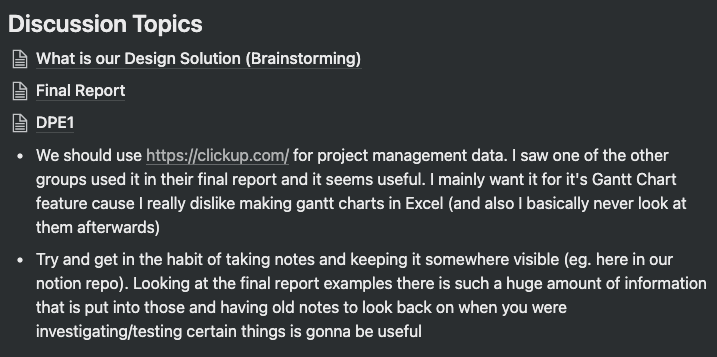 Discussion Topics
What is our Design Solution (Brainstorming)
Final Report
DPE1
• We should use https://clickup.com/ for project management data. I saw one of the other
groups used it in their final report and it seems useful. I mainly want it for it's Gantt Chart
feature cause I really dislike making gantt charts in Excel (and also I basically never look at
them afterwards)
• Try and get in the habit of taking notes and keeping it somewhere visible (eg. here in our
notion repo). Looking at the final report examples there is such a huge amount of information
that is put into those and having old notes to look back on when you were
investigating/testing certain things is gonna be useful